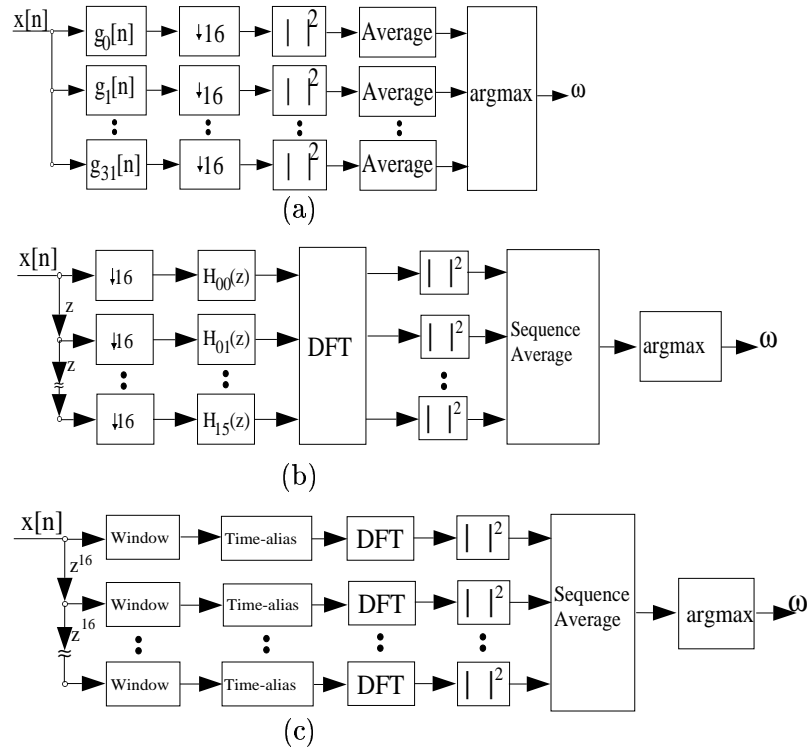 x[n] g₀[n] ↓16 | |² Average
g₁[n] ↓16 | |² Average argmax ω
g₃₁[n] ↓16 | |² Average
(a)
x[n] ↓16 H₀₀(z) | |²
z
↓16 H₀₁(z) DFT | |² Sequence Average argmax ω
z
↓16 H₁₅(z) | |²
(b)
x[n] Window Time-alias DFT | |²
z¹⁶
Window Time-alias DFT | |² Sequence Average argmax ω
z¹⁶
Window Time-alias DFT | |²
(c)